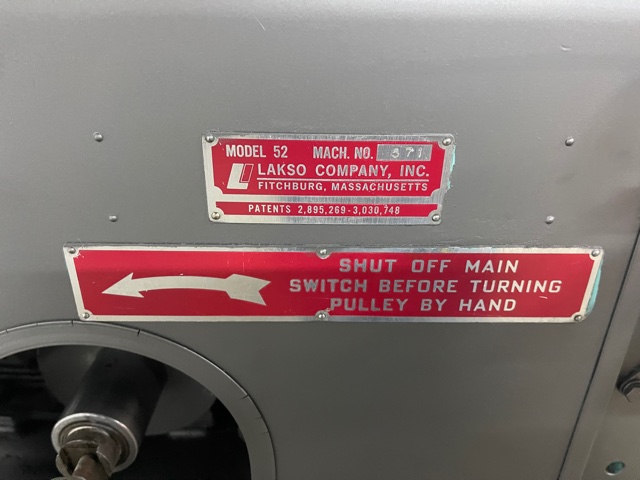 MODEL 52 MACH. NO. 571
LAKSO COMPANY, INC.
FITCHBURG, MASSACHUSETTS
PATENTS 2,895,269-3,030,748
SHUT OFF MAIN
SWITCH BEFORE TURNING
PULLEY BY HAND